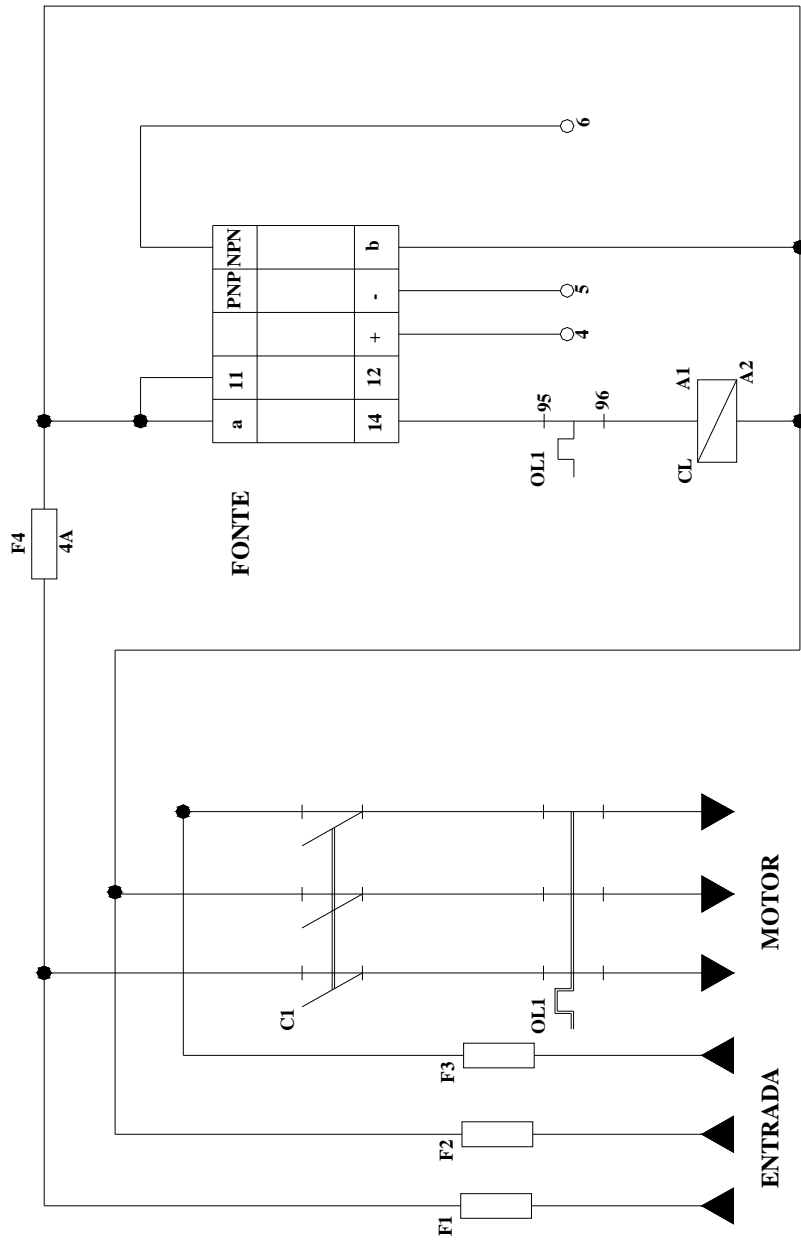 F4
4A
FONTE
a
11
PNP
NPN
14
12
+
-
b
6
5
4
95
96
OL1
A1
A2
CL
C1
OL1
F3
F2
F1
MOTOR
ENTRADA